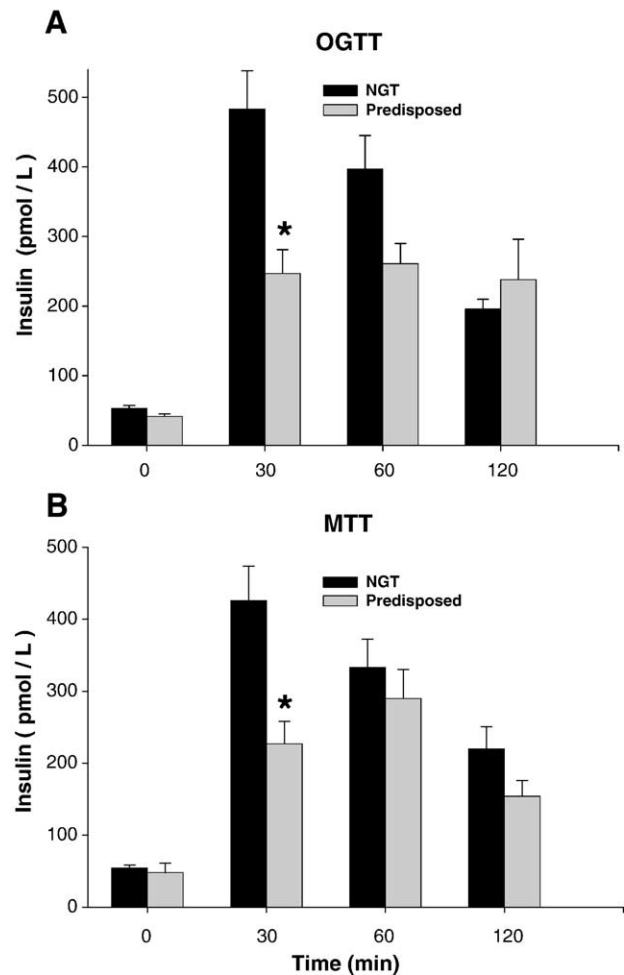 A
OGTT
NGT
Predisposed
Insulin (pmol / L)
500
400
300
200
100
0
*
0 30 60 120
B
MTT
NGT
Predisposed
Insulin ( pmol / L)
500
400
300
200
100
0
*
0 30 60 120
Time (min)